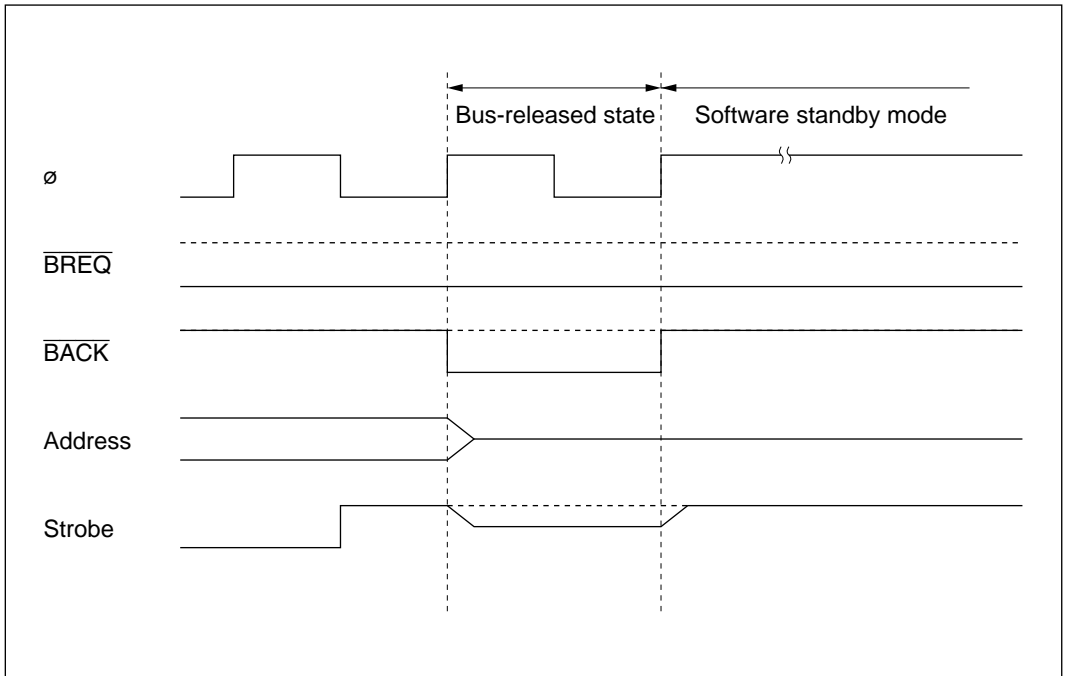 Bus-released state Software standby mode
ø
BREQ
BACK
Address
Strobe